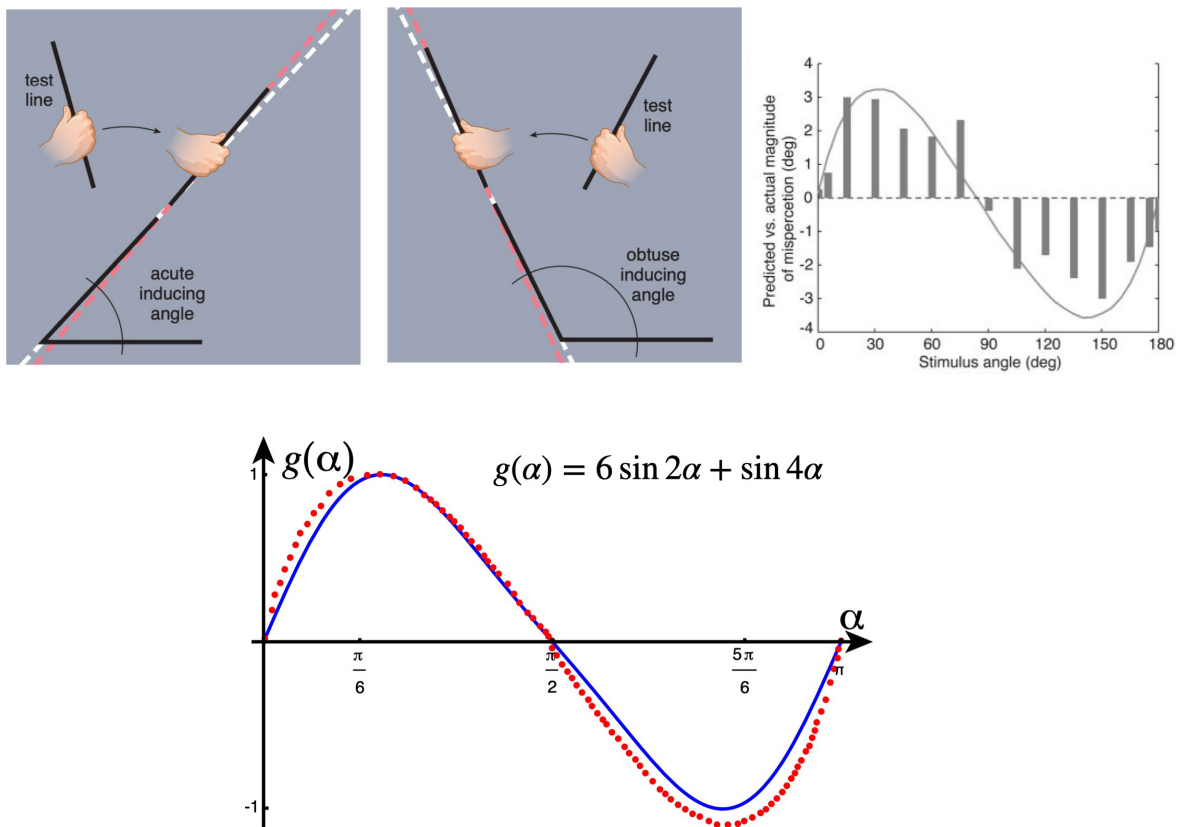 test
line
acute
inducing
angle
test
line
obtuse
inducing
angle
Predicted vs. actual magnitude
of mispercetion (deg)
4
3
2
1
0
-1
-2
-3
-4
0 30 60 90 120 150 180
Stimulus angle (deg)
g(α)
g(α) = 6 sin 2α + sin 4α
1
α
π
6
π
2
5π
6
π
-1